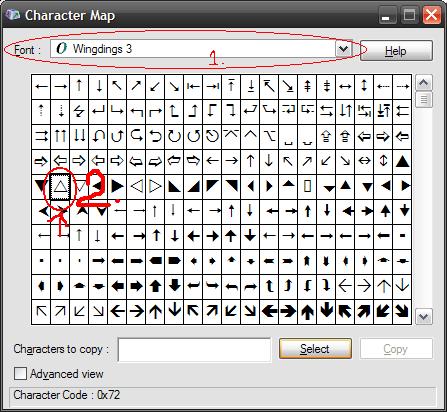 Character Map
Font :
O Wingdings 3
Help
1.
2.
Characters to copy :
Select
Copy
Advanced view
Character Code : 0x72